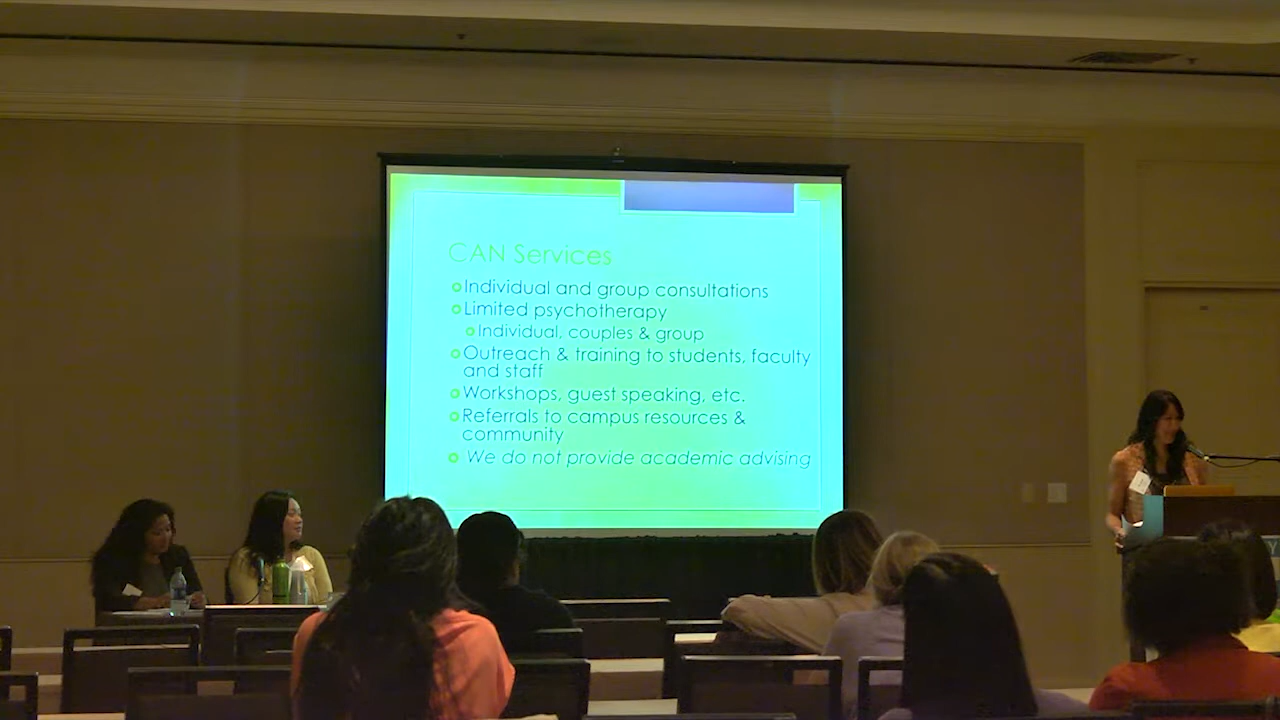 CAN Services
Individual and group consultations
Limited psychotherapy
Individual, couples & group
Outreach & training to students, faculty
and staff
Workshops, guest speaking, etc.
Referrals to campus resources &
community
We do not provide academic advising